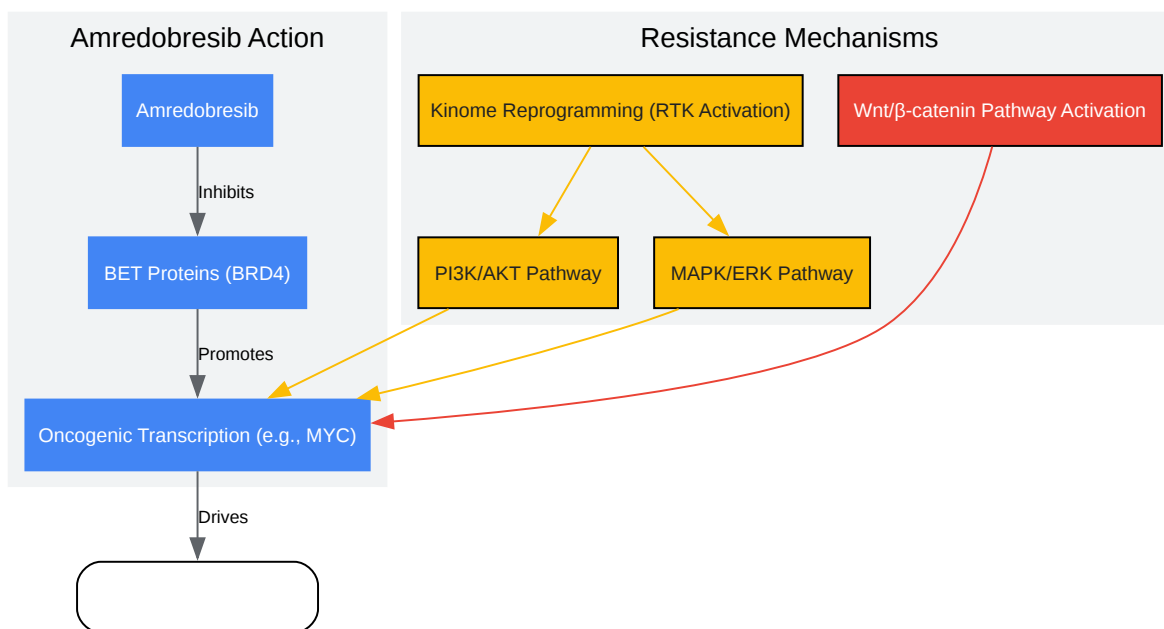 Amredobresib Action
Resistance Mechanisms
Amredobresib
Kinome Reprogramming (RTK Activation)
Wnt/β-catenin Pathway Activation
Inhibits
BET Proteins (BRD4)
PI3K/AKT Pathway
MAPK/ERK Pathway
Promotes
Oncogenic Transcription (e.g., MYC)
Drives